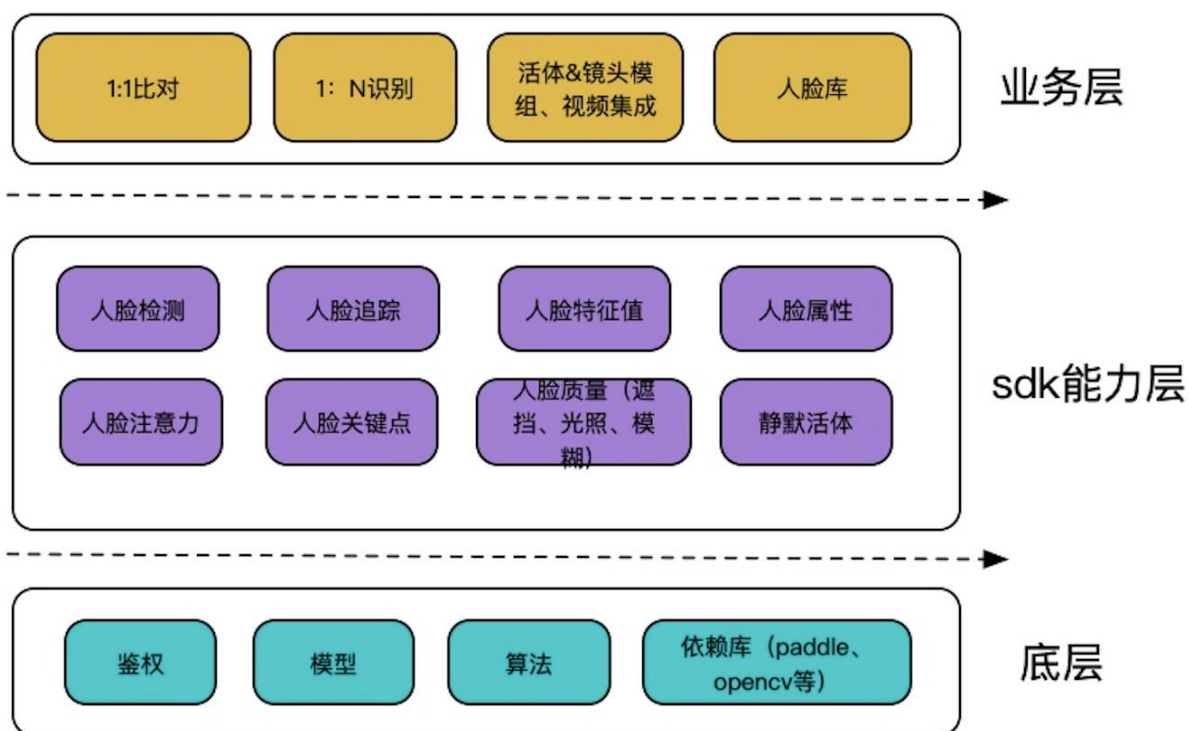 1:1比对
1：N识别
活体&镜头模
组、视频集成
人脸库
业务层
人脸检测
人脸追踪
人脸特征值
人脸属性
sdk能力层
人脸注意力
人脸关键点
人脸质量（遮
挡、光照、模
糊）
静默活体
鉴权
模型
算法
依赖库（paddle、
opencv等）
底层